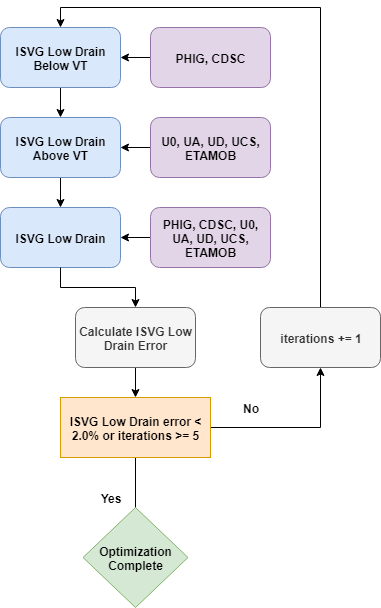 ISVG Low Drain
Below VT
PHIG, CDSC
ISVG Low Drain
Above VT
U0, UA, UD, UCS,
ETAMOB
ISVG Low Drain
PHIG, CDSC, U0,
UA, UD, UCS,
ETAMOB
Calculate ISVG Low
Drain Error
iterations += 1
ISVG Low Drain error <
2.0% or iterations >= 5
No
Yes
Optimization
Complete